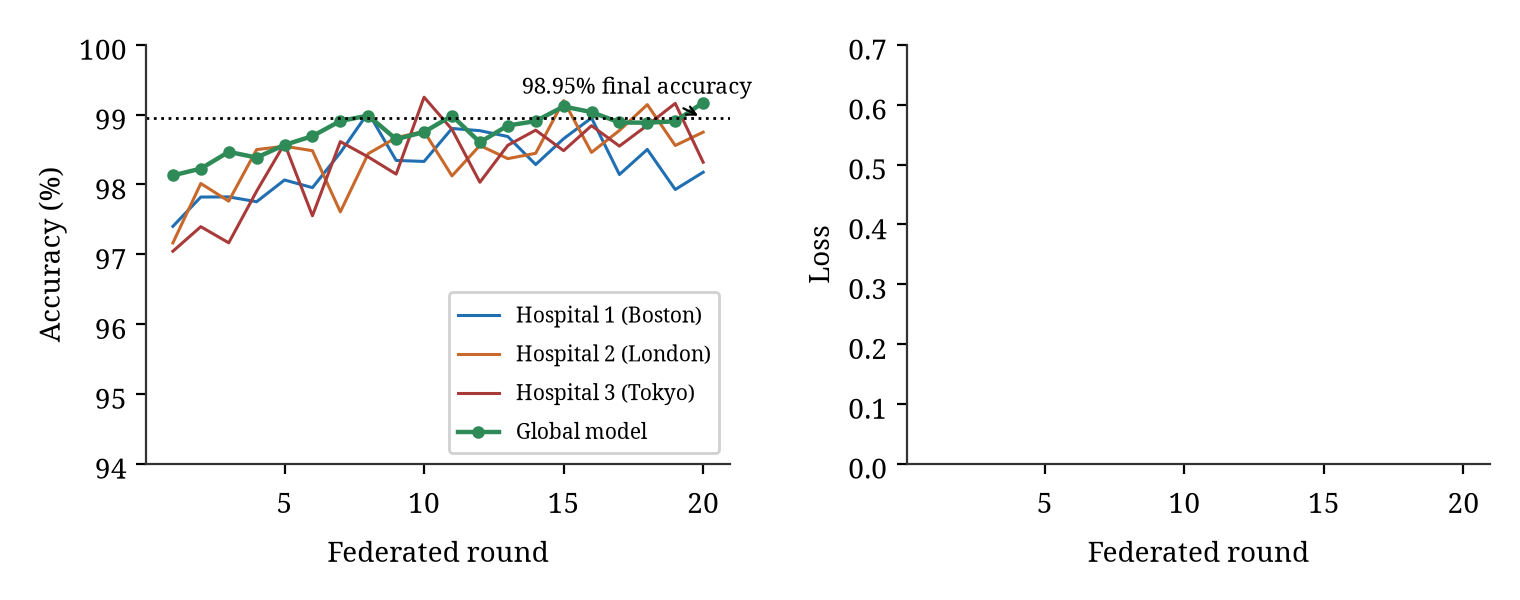 100
99
98
97
96
95
94
Accuracy (%)
98.95% final accuracy
Hospital 1 (Boston)
Hospital 2 (London)
Hospital 3 (Tokyo)
Global model
5 10 15 20
Federated round
0.7
0.6
0.5
0.4
0.3
0.2
0.1
0.0
Loss
5 10 15 20
Federated round